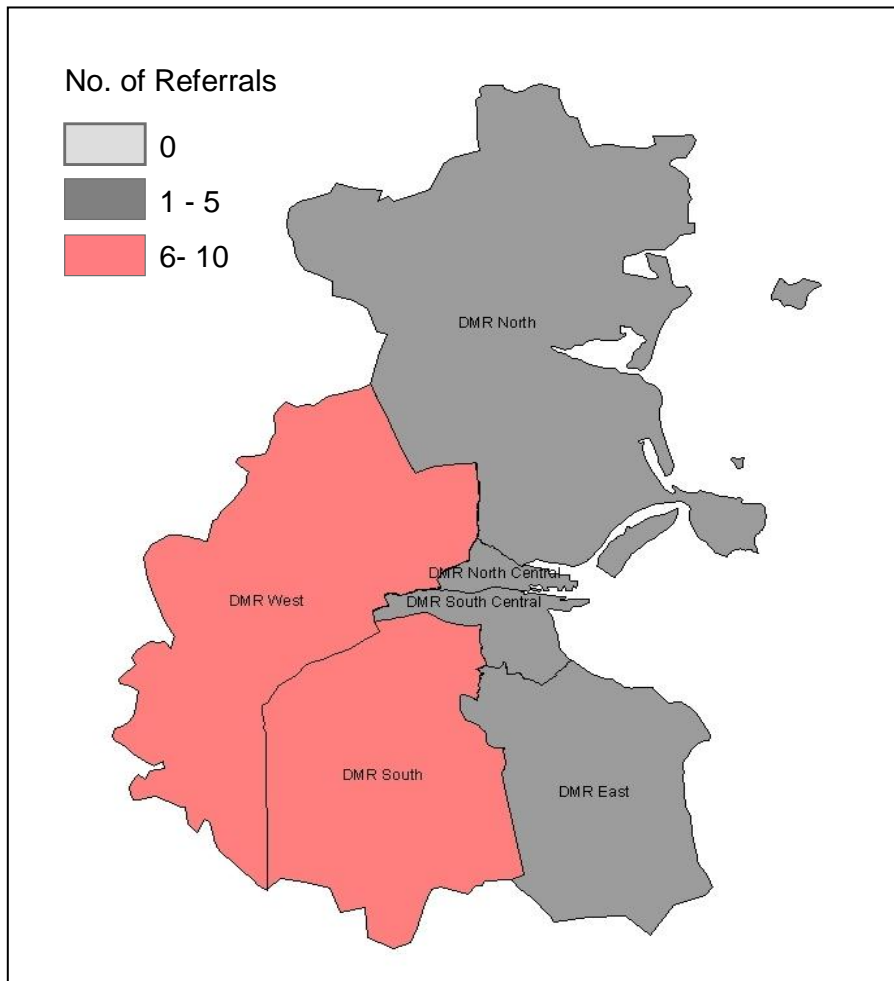 No. of Referrals
0
1 - 5
6- 10
DMR North
DMR North Central
DMR West
DMR South Central
DMR South
DMR East